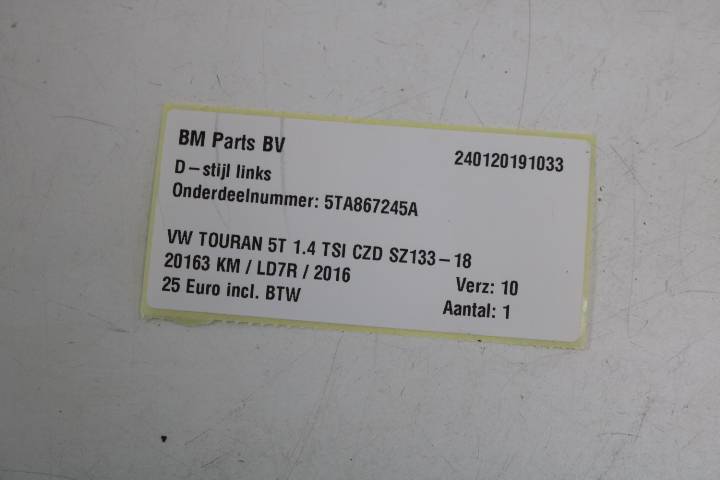 BM Parts BV 240120191033
D-stijl links
Onderdeelnummer: 5TA867245A
VW TOURAN 5T 1.4 TSI CZD SZ133-18
20163 KM / LD7R / 2016 Verz: 10
25 Euro incl. BTW Aantal: 1